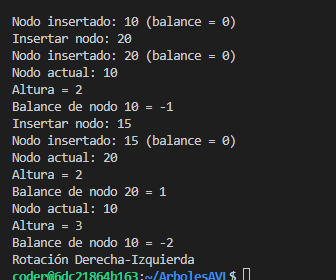 Nodo insertado: 10 (balance = 0)
Insertar nodo: 20
Nodo insertado: 20 (balance = 0)
Nodo actual: 10
Altura = 2
Balance de nodo 10 = -1
Insertar nodo: 15
Nodo insertado: 15 (balance = 0)
Nodo actual: 20
Altura = 2
Balance nodo 20 = 1
Nodo actual: 10
Altura = 3
Balance de nodo 10 = -2
Rotación Derecha-Izquierda
coder@6dc21864b163:~/ArbolesAVL$